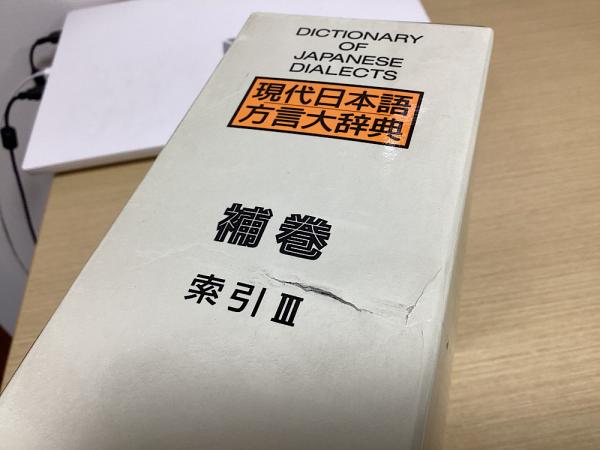 DICTIONARY
OF
JAPANESE
DIALECTS
現代日本語
方言大辞典
補巻
索引Ⅲ